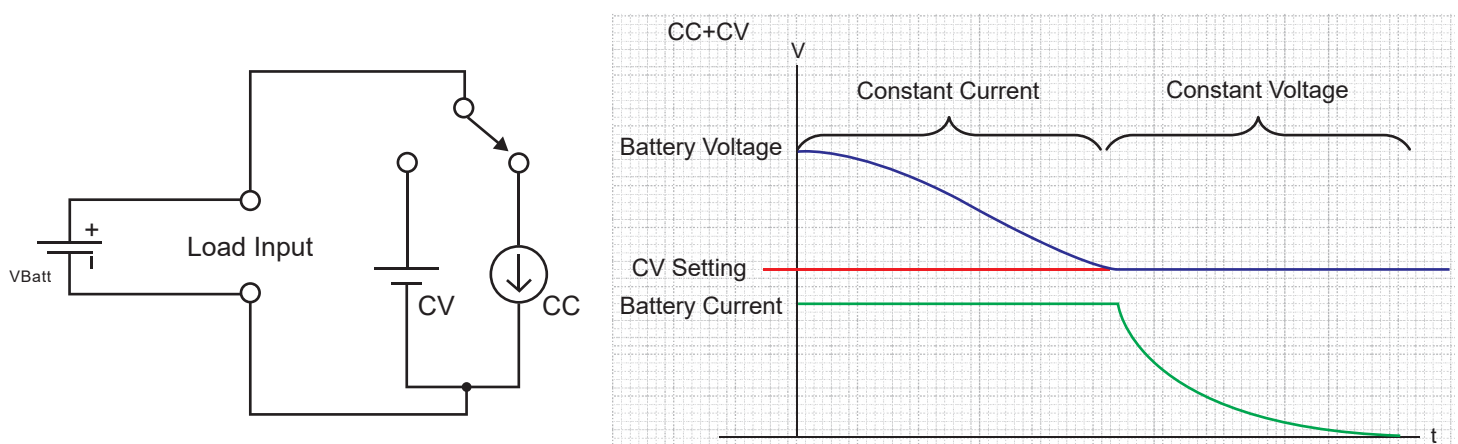 +
VBatt
Load Input
CV
CC
CC+CV
V
Constant Current
Constant Voltage
Battery Voltage
CV Setting
Battery Current
t